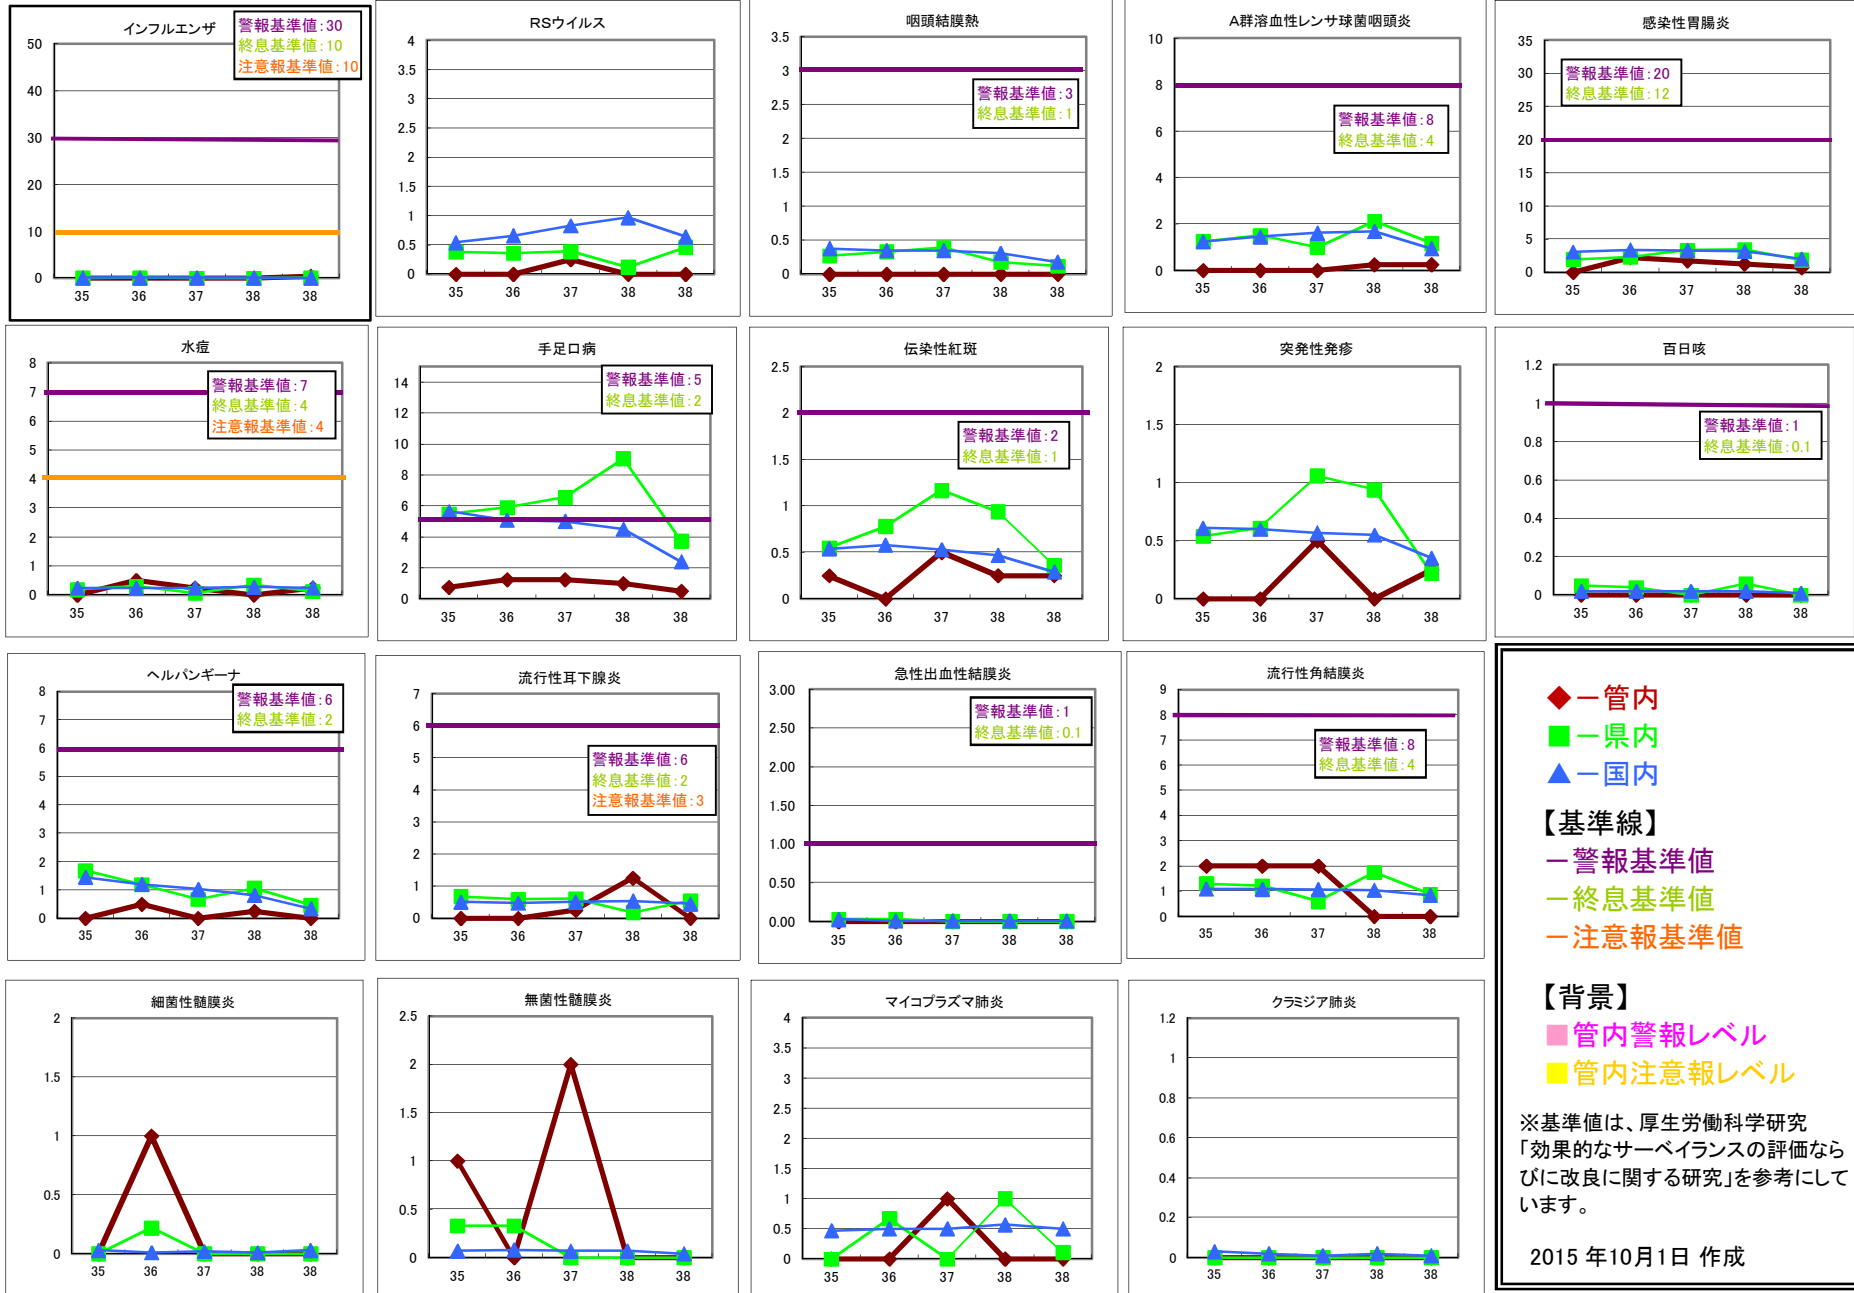 インフルエンザ
警報基準値:30
終息基準値:10
注意報基準値:10
50
40
30
20
10
0
35 36 37 38 38
RSウイルス
4
3.5
3
2.5
2
1.5
1
0.5
0
35 36 37 38 38
咽頭結膜熱
警報基準値:3
終息基準値:1
3.5
3
2.5
2
1.5
1
0.5
0
35 36 37 38 38
A群溶血性レンサ球菌咽頭炎
警報基準値:8
終息基準値:4
10
8
6
4
2
0
35 36 37 38 38
感染性胃腸炎
警報基準値:20
終息基準値:12
35
30
25
20
15
10
5
0
35 36 37 38 38
水痘
警報基準値:7
終息基準値:4
注意報基準値:4
8
7
6
5
4
3
2
1
0
35 36 37 38 38
手足口病
警報基準値:5
終息基準値:2
14
12
10
8
6
4
2
0
35 36 37 38 38
伝染性紅斑
警報基準値:2
終息基準値:1
2.5
2
1.5
1
0.5
0
35 36 37 38 38
突発性発疹
2
1.5
1
0.5
0
35 36 37 38 38
百日咳
警報基準値:1
終息基準値:0.1
1.2
1
0.8
0.6
0.4
0.2
0
35 36 37 38 38
ヘルパンギーナ
警報基準値:6
終息基準値:2
8
7
6
5
4
3
2
1
0
35 36 37 38 38
流行性耳下腺炎
警報基準値:6
終息基準値:2
注意報基準値:3
7
6
5
4
3
2
1
0
35 36 37 38 38
急性出血性結膜炎
警報基準値:1
終息基準値:0.1
3.00
2.50
2.00
1.50
1.00
0.50
0.00
35 36 37 38 38
流行性角結膜炎
警報基準値:8
終息基準値:4
9
8
7
6
5
4
3
2
1
0
35 36 37 38 38
細菌性髄膜炎
2
1.5
1
0.5
0
35 36 37 38 38
無菌性髄膜炎
2.5
2
1.5
1
0.5
0
35 36 37 38 38
マイコプラズマ肺炎
4
3.5
3
2.5
2
1.5
1
0.5
0
35 36 37 38 38
クラミジア肺炎
1.2
1
0.8
0.6
0.4
0.2
0
35 36 37 38 38
◆ー管内
■ー県内
▲ー国内
【基準線】
ー警報基準値
ー終息基準値
ー注意報基準値
【背景】
■管内警報レベル
■管内注意報レベル
※基準値は、厚生労働科学研究
「効果的なサーベイランスの評価なら
びに改良に関する研究」を参考にして
います。
2015 年10月1日 作成